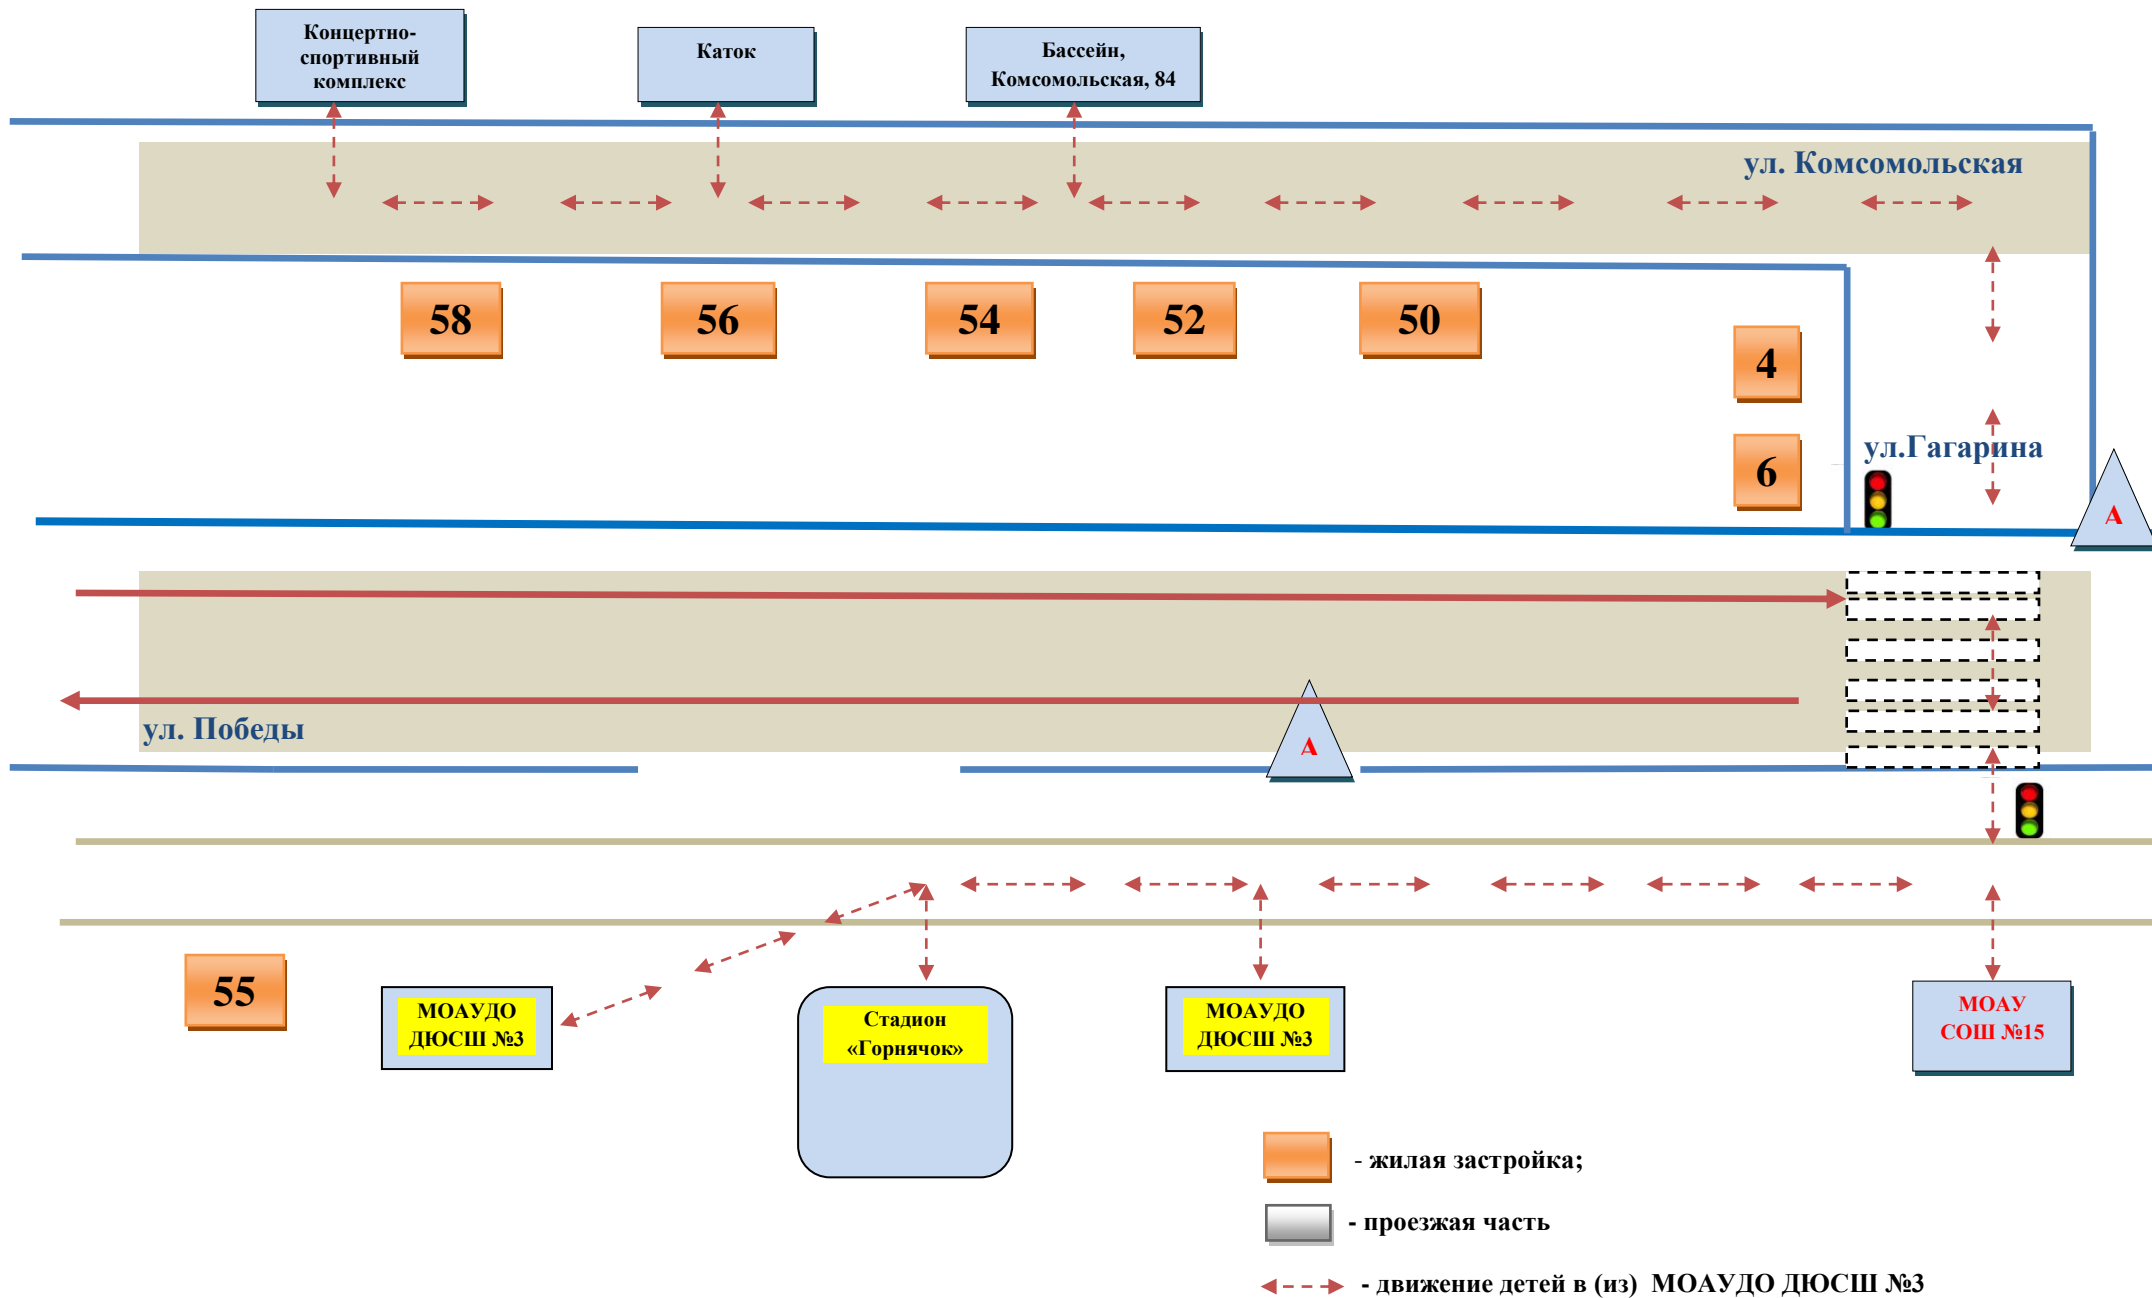 Концертно-
спортивный
комплекс
Каток
Бассейн,
Комсомольская, 84
ул. Комсомольская
58
56
54
52
50
4
6
ул.Гагарина
А
ул. Победы
А
55
МОАУДО
ДЮСШ №3
Стадион
«Горнячок»
МОАУДО
ДЮСШ №3
МОАУ
СОШ №15
- жилая застройка;
- проезжая часть
- движение детей в (из) МОАУДО ДЮСШ №3